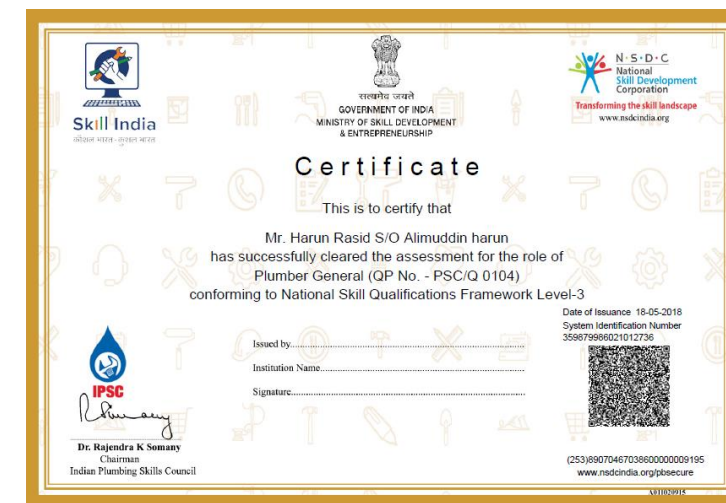 Skill India
कौशल भारत - कुशल भारत
सत्यमेव जयते
GOVERNMENT OF INDIA
MINISTRY OF SKILL DEVELOPMENT
& ENTREPRENEURSHIP
N·S·D·C
National
Skill Development
Corporation
Transforming the skill landscape
www.nsdcindia.org
Certificate
This is to certify that
Mr. Harun Rasid S/O Alimuddin harun
has successfully cleared the assessment for the role of
Plumber General (QP No. - PSC/Q 0104)
conforming to National Skill Qualifications Framework Level-3
Date of Issuance 18-05-2018
System Identification Number
359879986021012736
Issued by
Institution Name
Signature
IPSC
Dr. Rajendra K Somany
Chairman
Indian Plumbing Skills Council
(253)89070467038600000009195
www.nsdcindia.org/pbsecure
A011020915